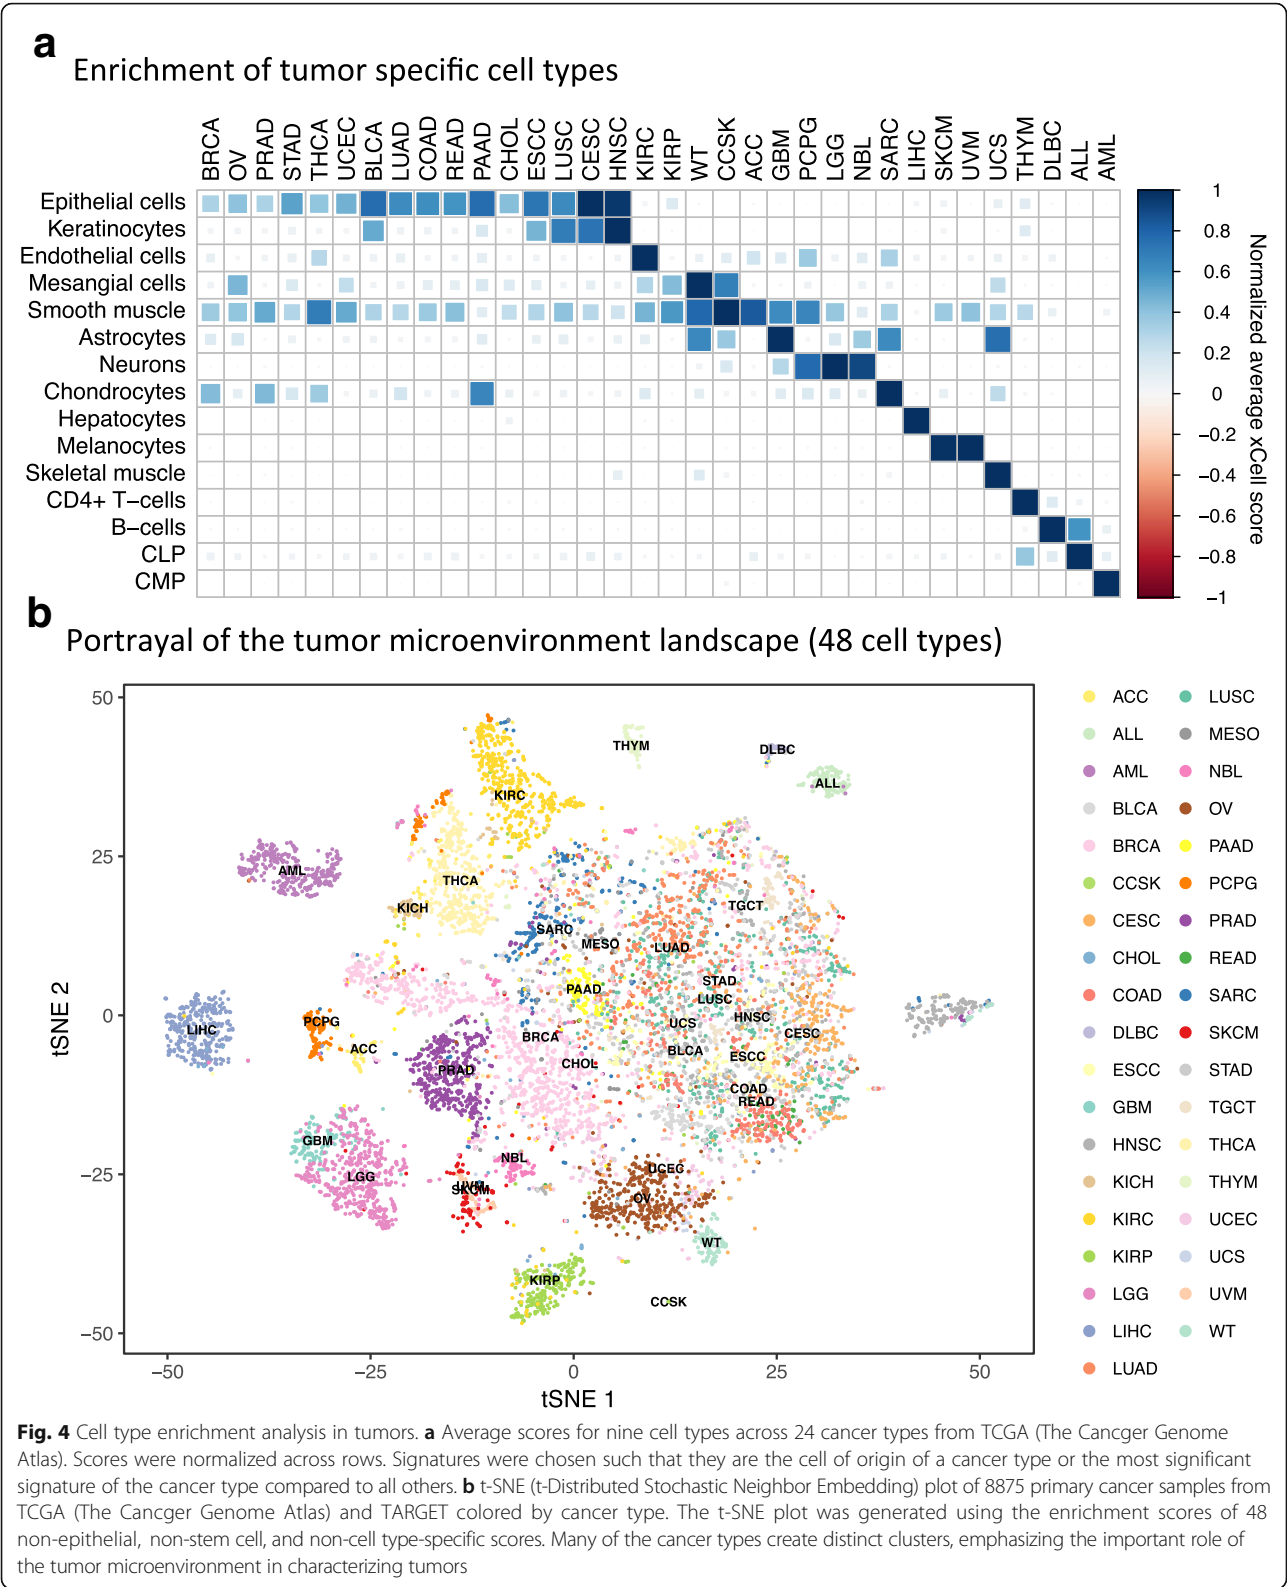 a
Enrichment of tumor specific cell types
BRCA OV PRAD STAD THCA UCEC BLCA LUAD COAD READ PAAD CHOL ESCC LUSC CESC HNSC KIRC KIRP WT CCSK ACC GBM PCPG LGG NBL SARC LIHC SKCM UVM UCS THYM DLBC ALL AML
Epithelial cells
Keratinocytes
Endothelial cells
Mesangial cells
Smooth muscle
Astrocytes
Neurons
Chondrocytes
Hepatocytes
Melanocytes
Skeletal muscle
CD4+ T−cells
B−cells
CLP
CMP
1
0.8
0.6
0.4
0.2
0
−0.2
−0.4
−0.6
−0.8
−1
Normalized average xCell score
b
Portrayal of the tumor microenvironment landscape (48 cell types)
50
25
0
−25
−50
tSNE 2
THYM
DLBC
ALL
KIRC
AML
THCA
KICH
TGCT
SARC
MESO
LUAD
STAD
PAAD
LUSC
LIHC
PCPG
UCS
HNSC
BRCA
CESC
ACC
BLCA
ESCC
CHOL
PRAD
COAD
READ
GBM
NBL
UCEC
LGG
UVM
SKCM
OV
WT
KIRP
CCSK
−50 −25 0 25 50
tSNE 1
ACC LUSC
ALL MESO
AML NBL
BLCA OV
BRCA PAAD
CCSK PCPG
CESC PRAD
CHOL READ
COAD SARC
DLBC SKCM
ESCC STAD
GBM TGCT
HNSC THCA
KICH THYM
KIRC UCEC
KIRP UCS
LGG UVM
LIHC WT
LUAD
Fig. 4 Cell type enrichment analysis in tumors. a Average scores for nine cell types across 24 cancer types from TCGA (The Cancger Genome
Atlas). Scores were normalized across rows. Signatures were chosen such that they are the cell of origin of a cancer type or the most significant
signature of the cancer type compared to all others. b t-SNE (t-Distributed Stochastic Neighbor Embedding) plot of 8875 primary cancer samples from
TCGA (The Cancger Genome Atlas) and TARGET colored by cancer type. The t-SNE plot was generated using the enrichment scores of 48
non-epithelial, non-stem cell, and non-cell type-specific scores. Many of the cancer types create distinct clusters, emphasizing the important role of
the tumor microenvironment in characterizing tumors